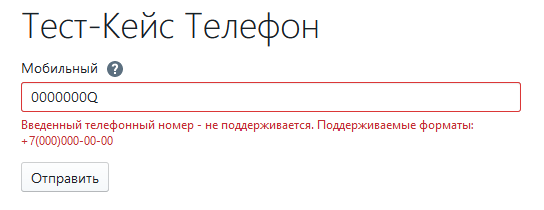 Тест-Кейс Телефон
Мобильный ?
0000000Q
Введенный телефонный номер - не поддерживается. Поддерживаемые форматы:
+7(000)000-00-00
Отправить